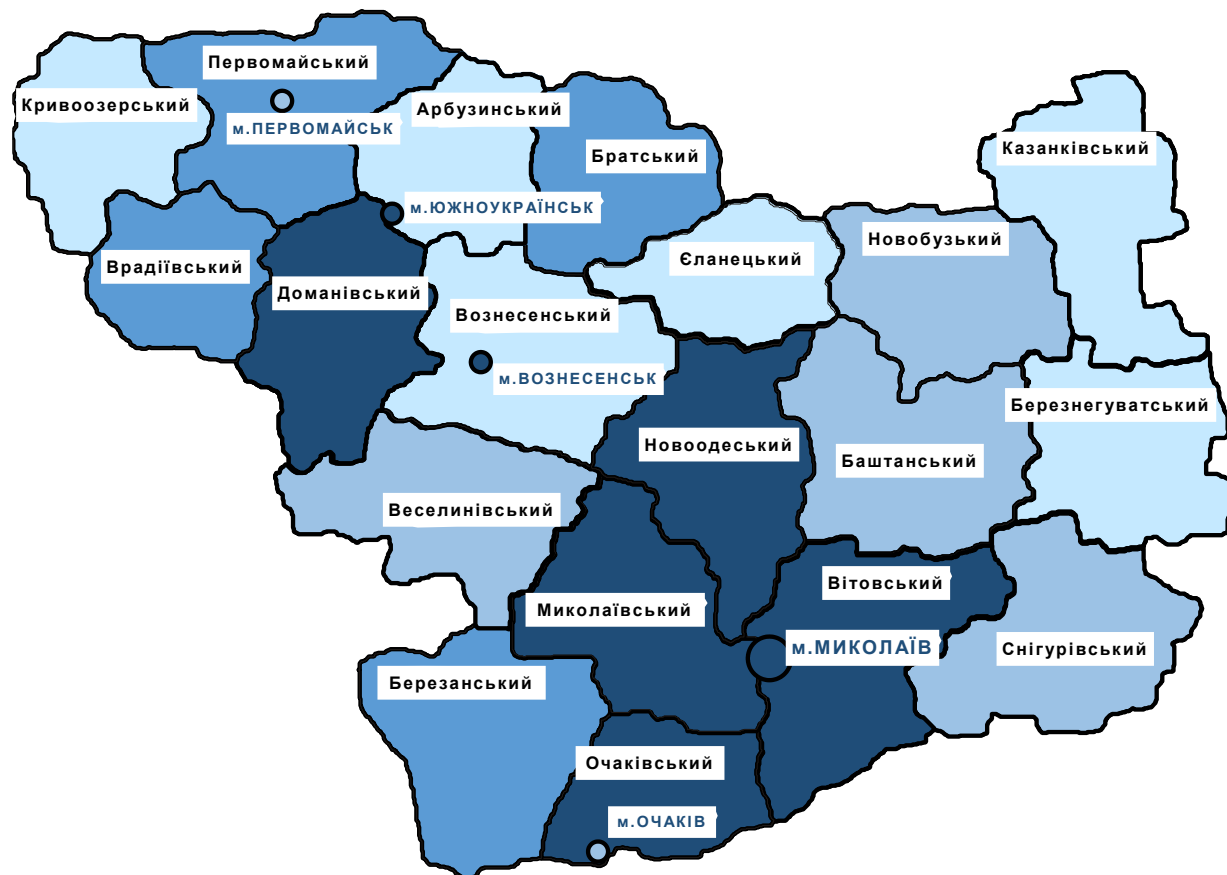 Первомайський
Кривоозерський
Арбузинський
м.ПЕРВОМАЙСЬК
Братський
Казанківський
м.ЮЖНОУКРАЇНСЬК
Новобузький
Врадіївський
Єланецький
Доманівський
Вознесенський
м.ВОЗНЕСЕНСЬК
Березнегуватський
Новоодеський
Баштанський
Веселинівський
Вітовський
Миколаївський
м.МИКОЛАЇВ
Снігурівський
Березанський
Очаківський
м.ОЧАКІВ